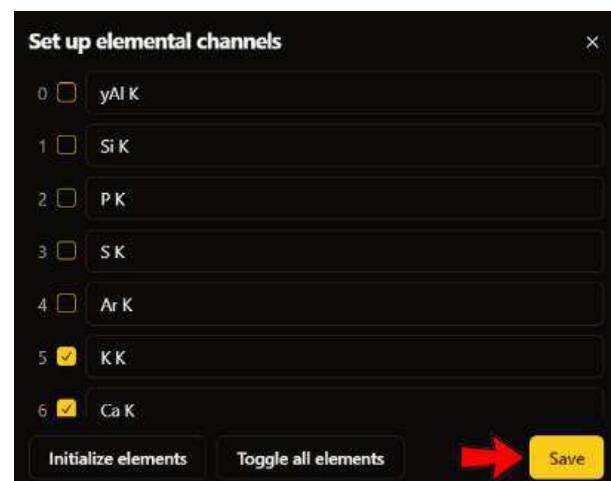 Set up elemental channels ×
0 yAl K
1 Si K
2 P K
3 S K
4 Ar K
5 K K
6 Ca K
Initialize elements Toggle all elements Save